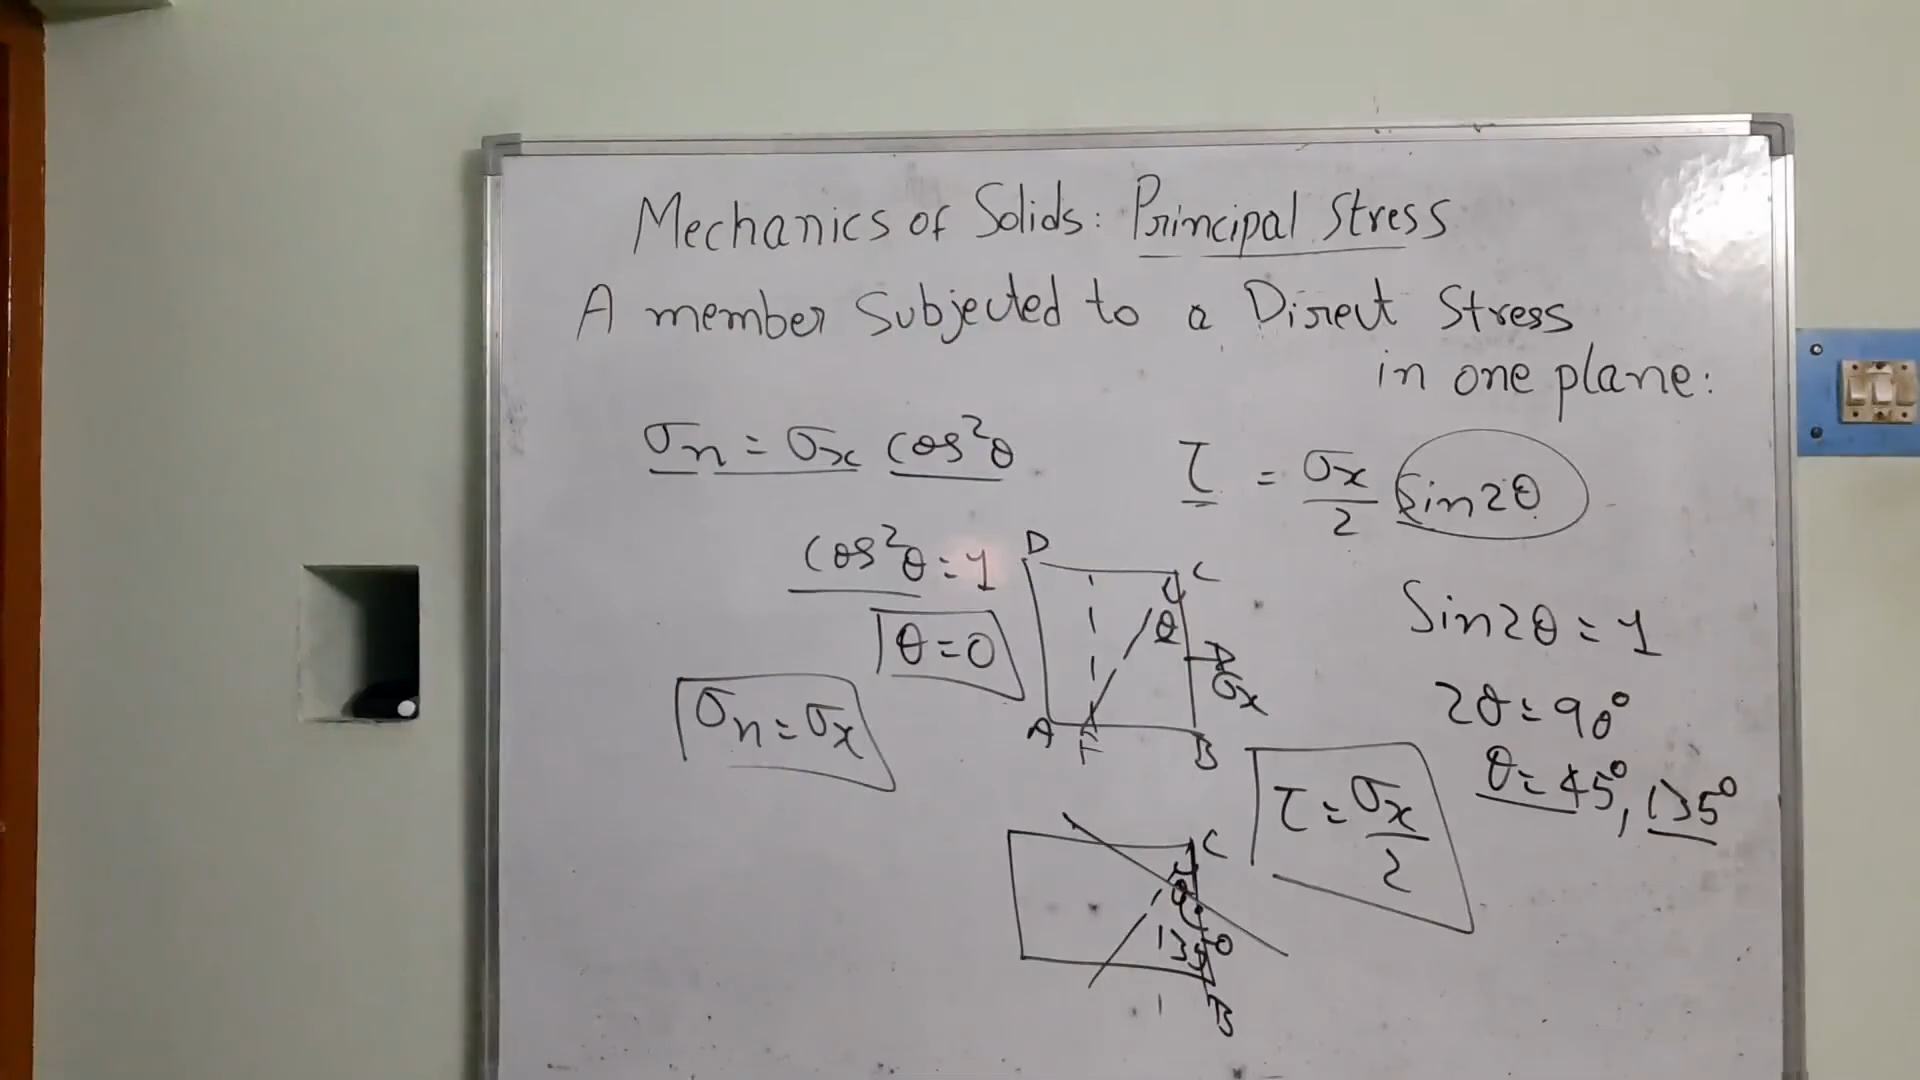 Mechanics of Solids: Principal Stress
A member Subjected to a Direct Stress
in one plane:
σn = σx cos²θ
τ = σx/2 Sin2θ
cos²θ = 1
θ = 0
σn = σx
D
C
θ
σx
A
F
B
Sin2θ = 1
2θ = 90°
θ = 45°, 135°
τ = σx/2
C
135
B